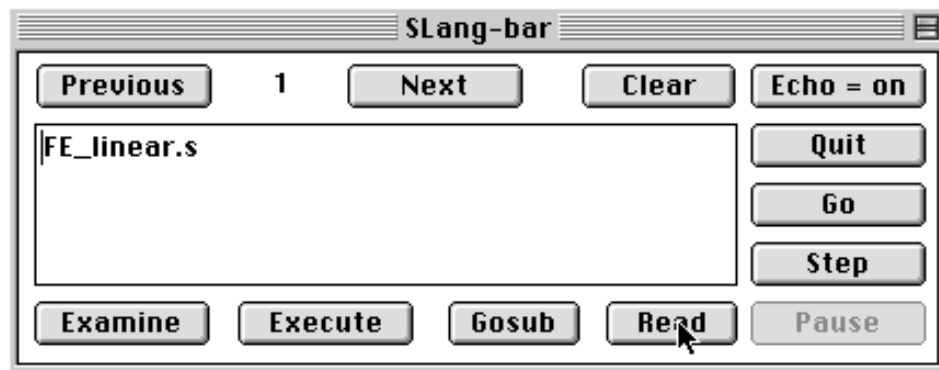 SLang-bar
Previous 1 Next Clear Echo = on
FE_linear.s
Quit
Go
Step
Examine Execute Gosub Read Pause